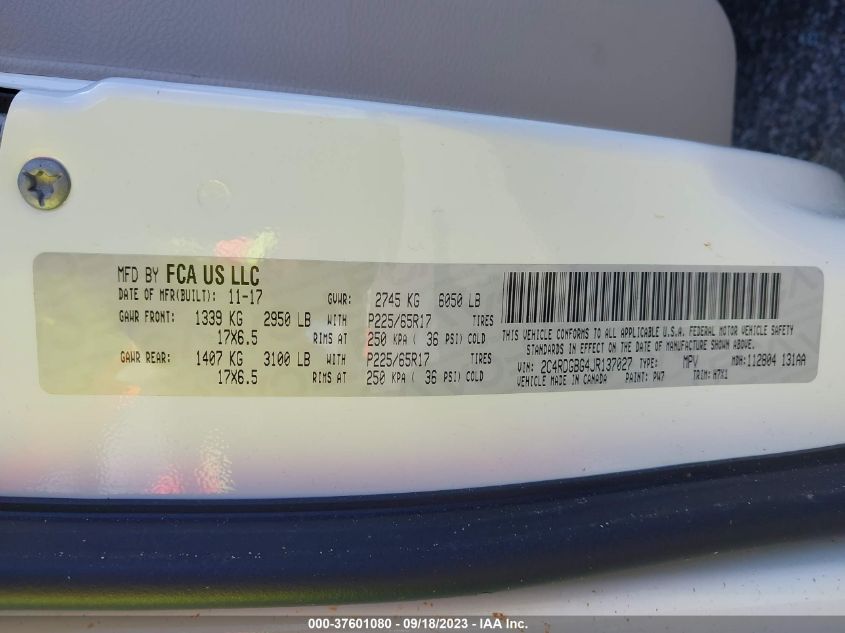 MFD BY FCA US LLC
DATE OF MFR(BUILT): 11-17 GVWR: 2745 KG 6050 LB
GAWR FRONT: 1339 KG 2950 LB WITH P225/65R17 TIRES
17X6.5 RIMS AT 250 KPA ( 36 PSI) COLD
GAWR REAR: 1407 KG 3100 LB WITH P225/65R17 TIRES
17X6.5 RIMS AT 250 KPA ( 36 PSI) COLD
THIS VEHICLE CONFORMS TO ALL APPLICABLE U.S.A. FEDERAL MOTOR VEHICLE SAFETY
STANDARDS IN EFFECT ON THE DATE OF MANUFACTURE SHOWN ABOVE.
VIN: 2C4RDGBG4JR137027 TYPE: MPV MDH: 112804 131AA
VEHICLE MADE IN CANADA PAINT: PW7 TRIM: H7X1
000-37601080 - 09/18/2023 - IAA Inc.